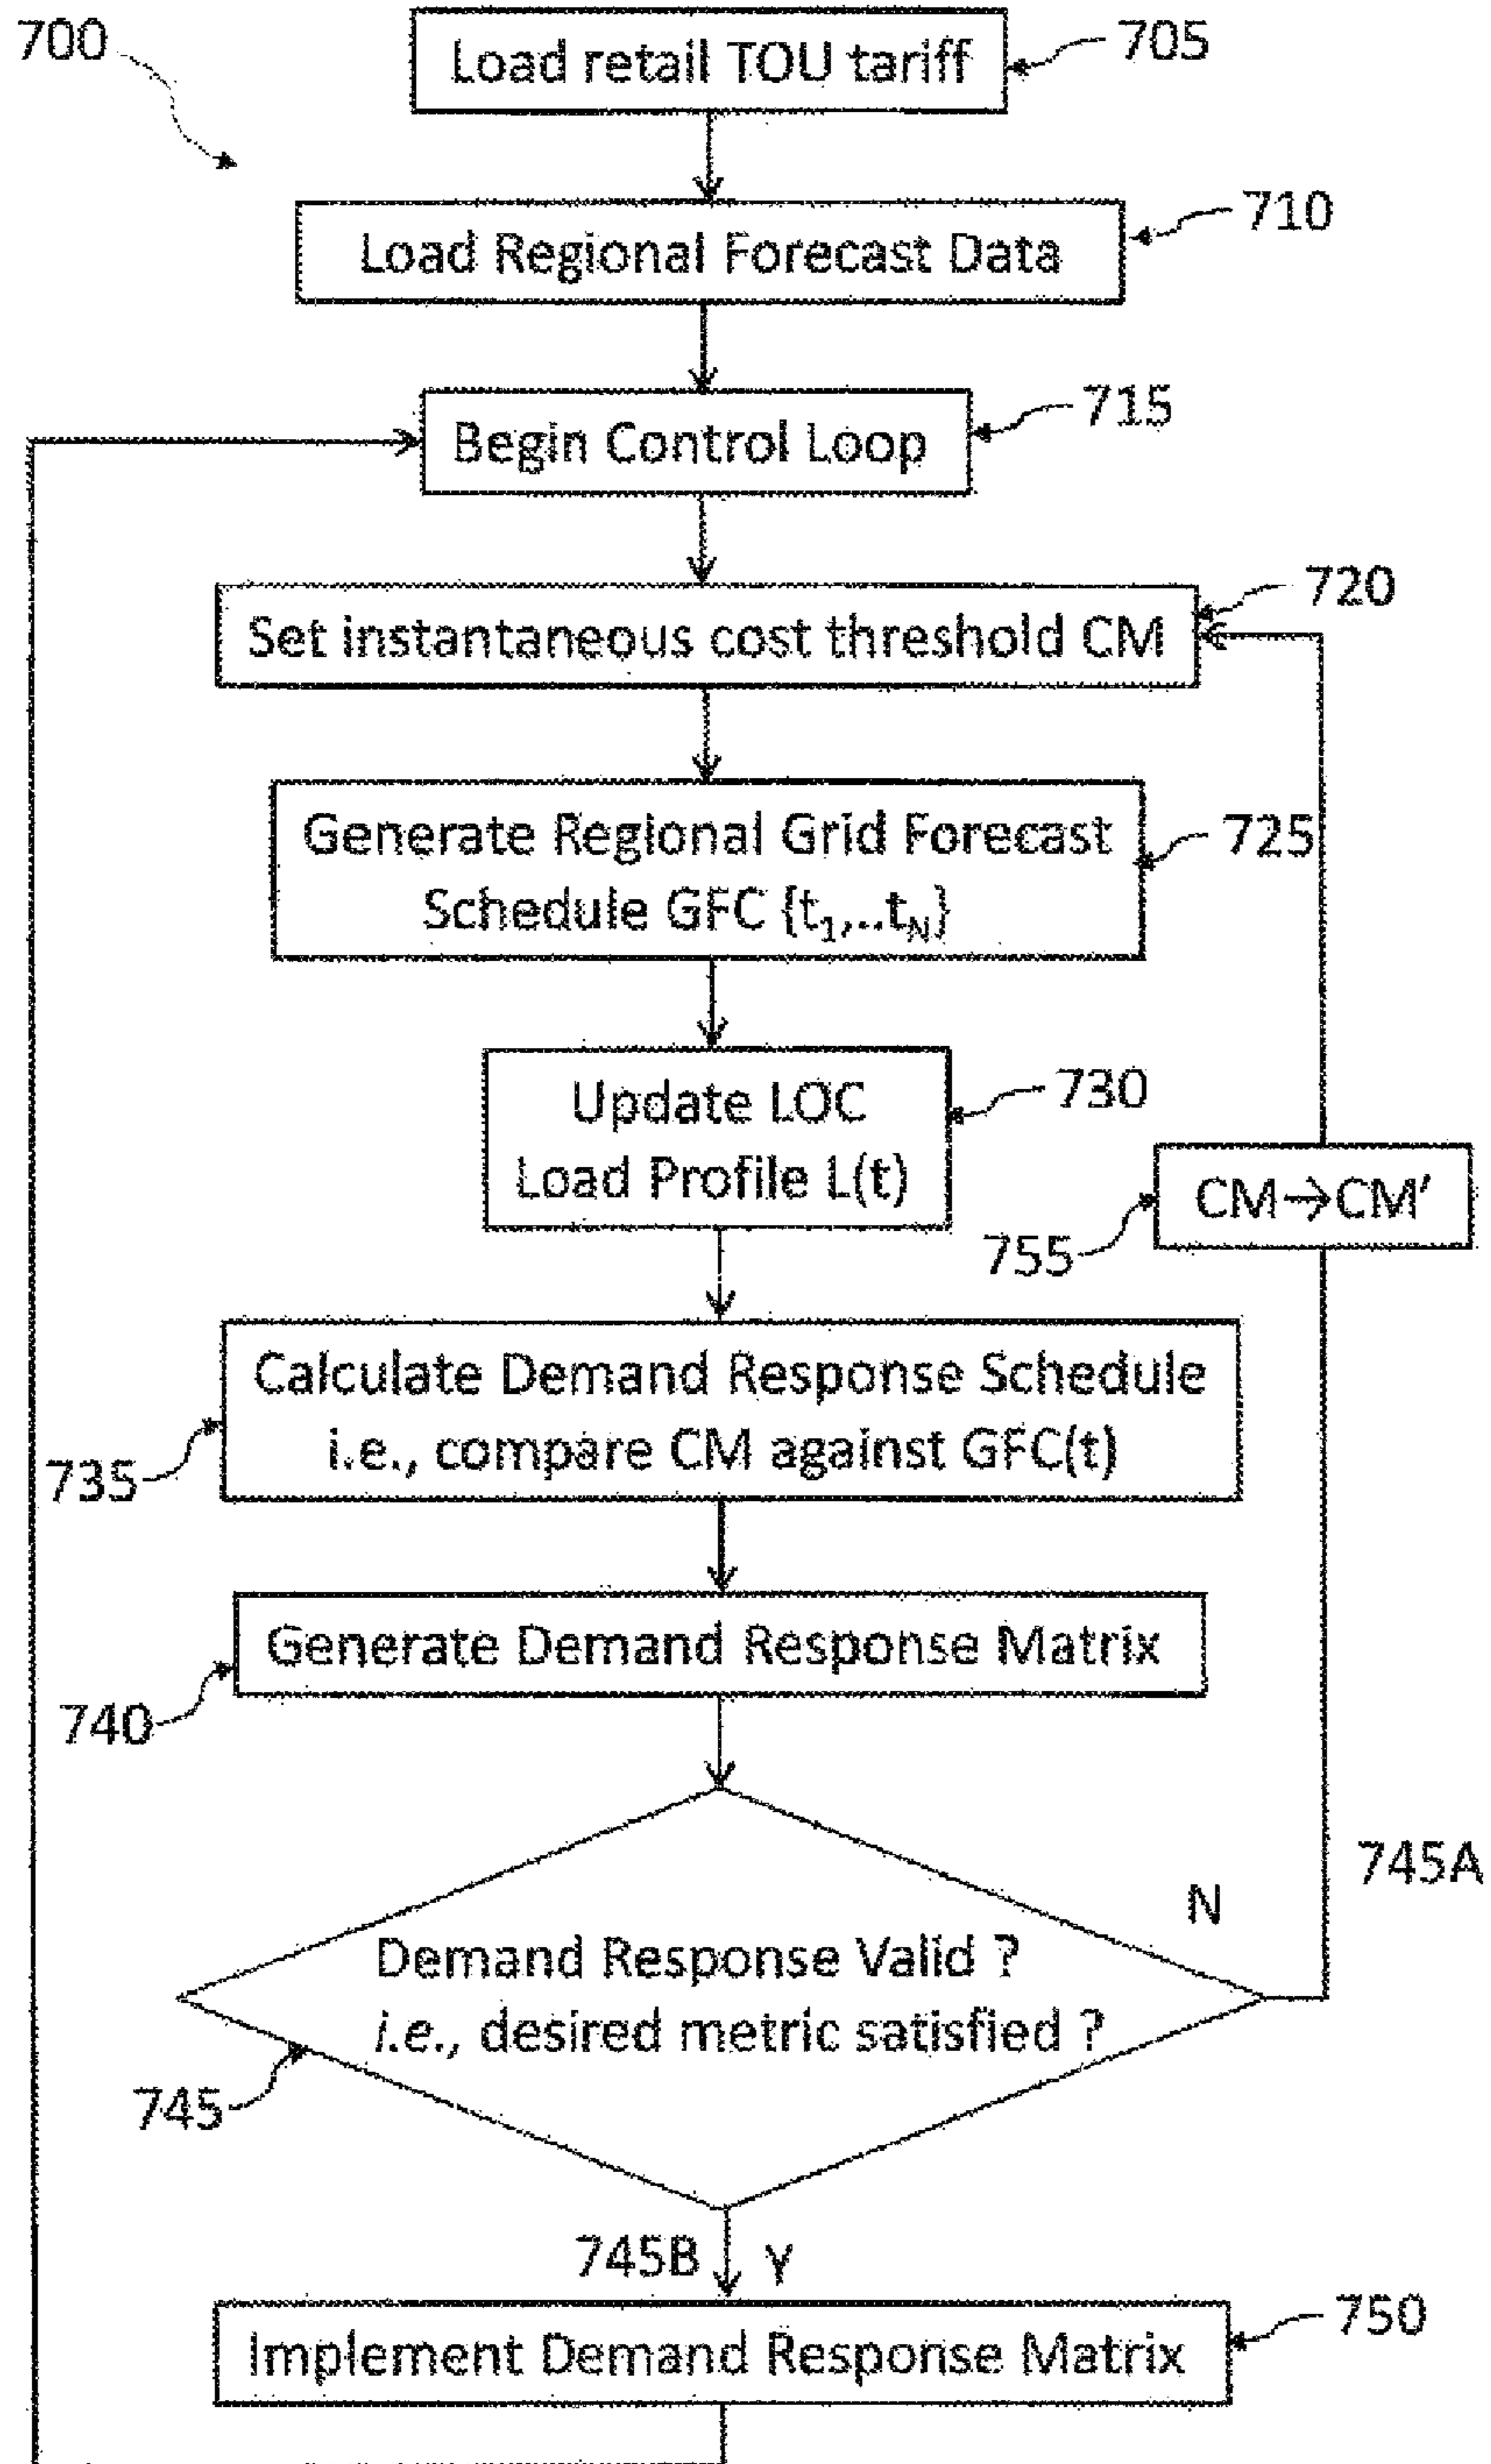 700
Load retail TOU tariff
705
Load Regional Forecast Data
710
Begin Control Loop
715
Set instantaneous cost threshold CM
720
Generate Regional Grid Forecast
Schedule GFC {t1,..tN}
725
Update LOC
Load Profile L(t)
730
CM→CM'
755
Calculate Demand Response Schedule
i.e., compare CM against GFC(t)
735
Generate Demand Response Matrix
740
745A
N
Demand Response Valid ?
i.e., desired metric satisfied ?
745
745B
Y
Implement Demand Response Matrix
750